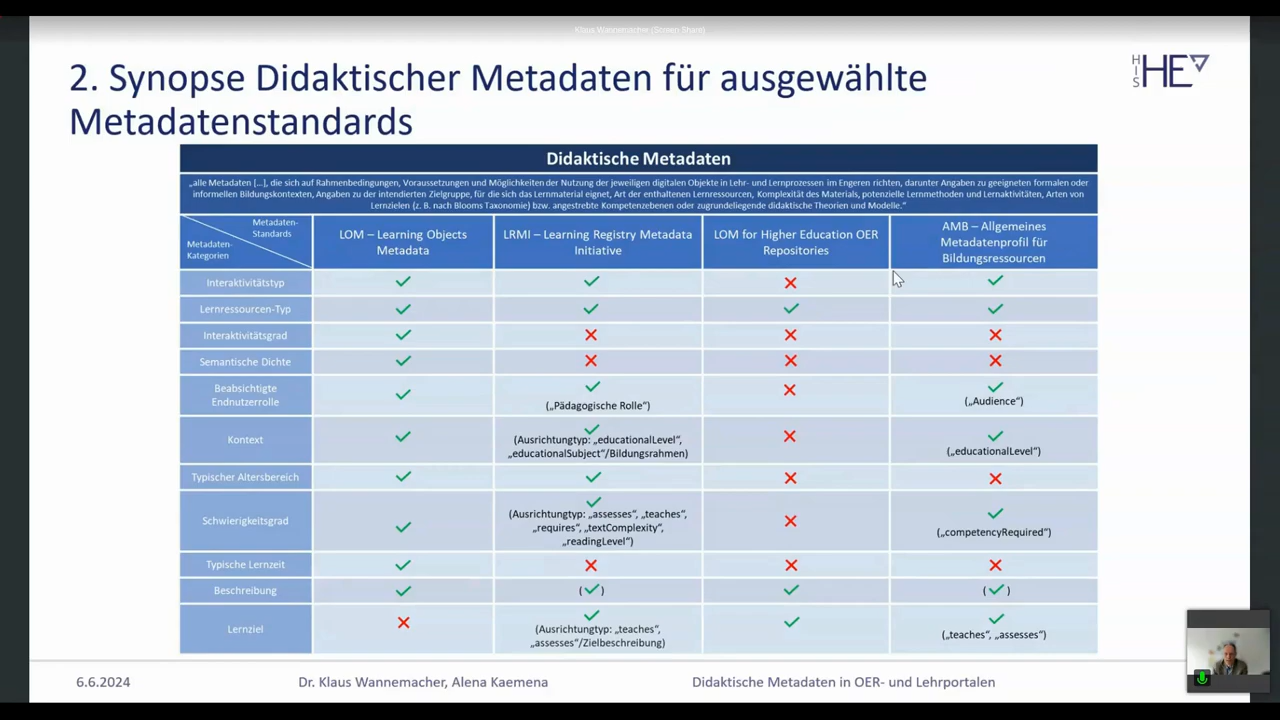 Klaus Wannemacher (Screen Share)
2. Synopse Didaktischer Metadaten für ausgewählte
Metadatenstandards
HIS HE
Didaktische Metadaten
„alle Metadaten [...], die sich auf Rahmenbedingungen, Voraussetzungen und Möglichkeiten der Nutzung der jeweiligen digitalen Objekte in Lehr- und Lernprozessen im Engeren richten, darunter Angaben zu geeigneten formalen oder
informellen Bildungskontexten, Angaben zu der intendierten Zielgruppe, für die sich das Lernmaterial eignet, Art der enthaltenen Lernressourcen, Komplexität des Materials, potenzielle Lernmethoden und Lernaktivitäten, Arten von
Lernzielen (z. B. nach Blooms Taxonomie) bzw. angestrebte Kompetenzebenen oder zugrundeliegende didaktische Theorien und Modelle.“
Metadaten-
Standards
Metadaten-
Kategorien
LOM – Learning Objects
Metadata
LRMI – Learning Registry Metadata
Initiative
LOM for Higher Education OER
Repositories
AMB – Allgemeines
Metadatenprofil für
Bildungsressourcen
Interaktivitätstyp
Lernressourcen-Typ
Interaktivitätsgrad
Semantische Dichte
Beabsichtigte
Endnutzerrolle
(„Pädagogische Rolle“)
(„Audience“)
Kontext
(Ausrichtungtyp: „educationalLevel“,
„educationalSubject“/Bildungsrahmen)
(„educationalLevel“)
Typischer Altersbereich
Schwierigkeitsgrad
(Ausrichtungtyp: „assesses“, „teaches“,
„requires“, „textComplexity“,
„readingLevel“)
(„competencyRequired“)
Typische Lernzeit
Beschreibung
(✓)
(✓)
Lernziel
(Ausrichtungtyp: „teaches“,
„assesses“/Zielbeschreibung)
(„teaches“, „assesses“)
6.6.2024
Dr. Klaus Wannemacher, Alena Kaemena
Didaktische Metadaten in OER- und Lehrportalen